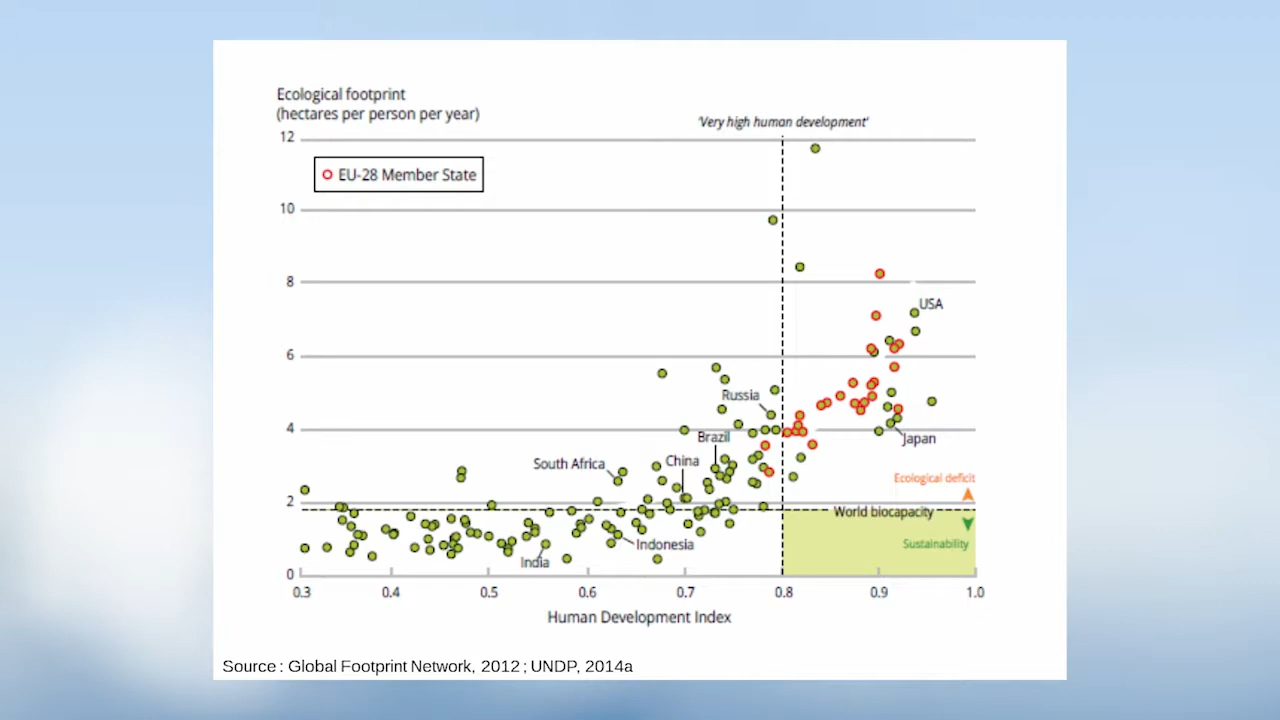 Ecological footprint
(hectares per person per year)
'Very high human development'
12
EU-28 Member State
10
8
USA
6
Russia
4
Brazil
Japan
South Africa
China
Ecological deficit
2
World biocapacity
Indonesia
Sustainability
India
0
0.3 0.4 0.5 0.6 0.7 0.8 0.9 1.0
Human Development Index
Source : Global Footprint Network, 2012 ; UNDP, 2014a